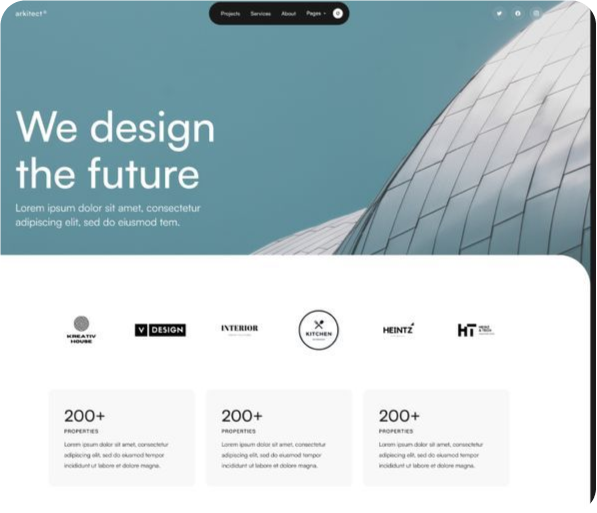 arkitect
Projects Services About Pages
We design
the future
Lorem ipsum dolor sit amet, consectetur
adipiscing elit, sed do eiusmod tem.
KREATIV
HOUSE
V DESIGN
INTERIOR
KITCHEN
HEINTZ
HT
200+
PROPERTIES
Lorem ipsum dolor sit amet, consectetur
adipiscing elit, sed do eiusmod tempor
incididunt ut labore et dolore magna.
200+
PROPERTIES
Lorem ipsum dolor sit amet, consectetur
adipiscing elit, sed do eiusmod tempor
incididunt ut labore et dolore magna.
200+
PROPERTIES
Lorem ipsum dolor sit amet, consectetur
adipiscing elit, sed do eiusmod tempor
incididunt ut labore et dolore magna.